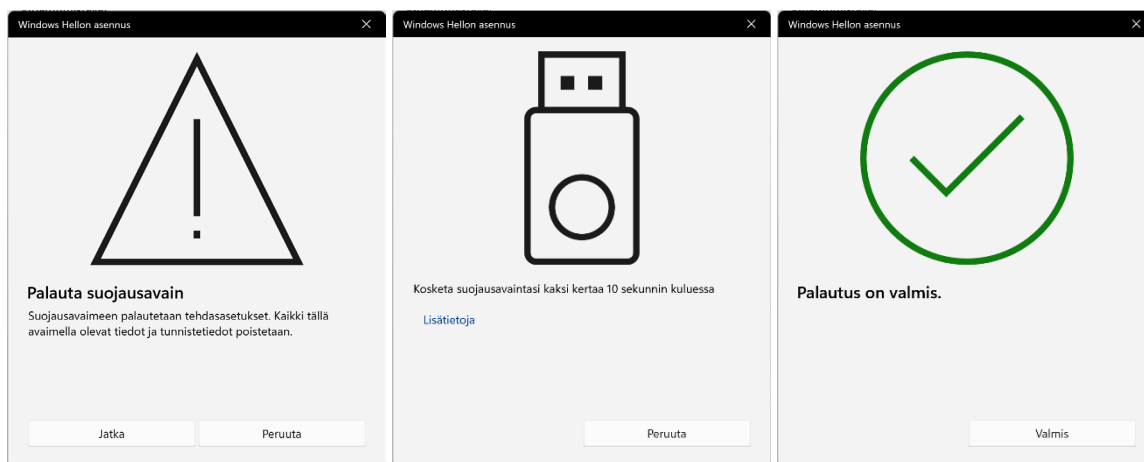 Windows Hellon asennus
Palauta suojausavain
Suojausavaimeen palautetaan tehdasasetukset. Kaikki tällä
avaimella olevat tiedot ja tunnistetiedot poistetaan.
Jatka
Peruuta
Windows Hellon asennus
Kosketa suojausavaintasi kaksi kertaa 10 sekunnin kuluessa
Lisätietoja
Peruuta
Windows Hellon asennus
Palautus on valmis.
Valmis